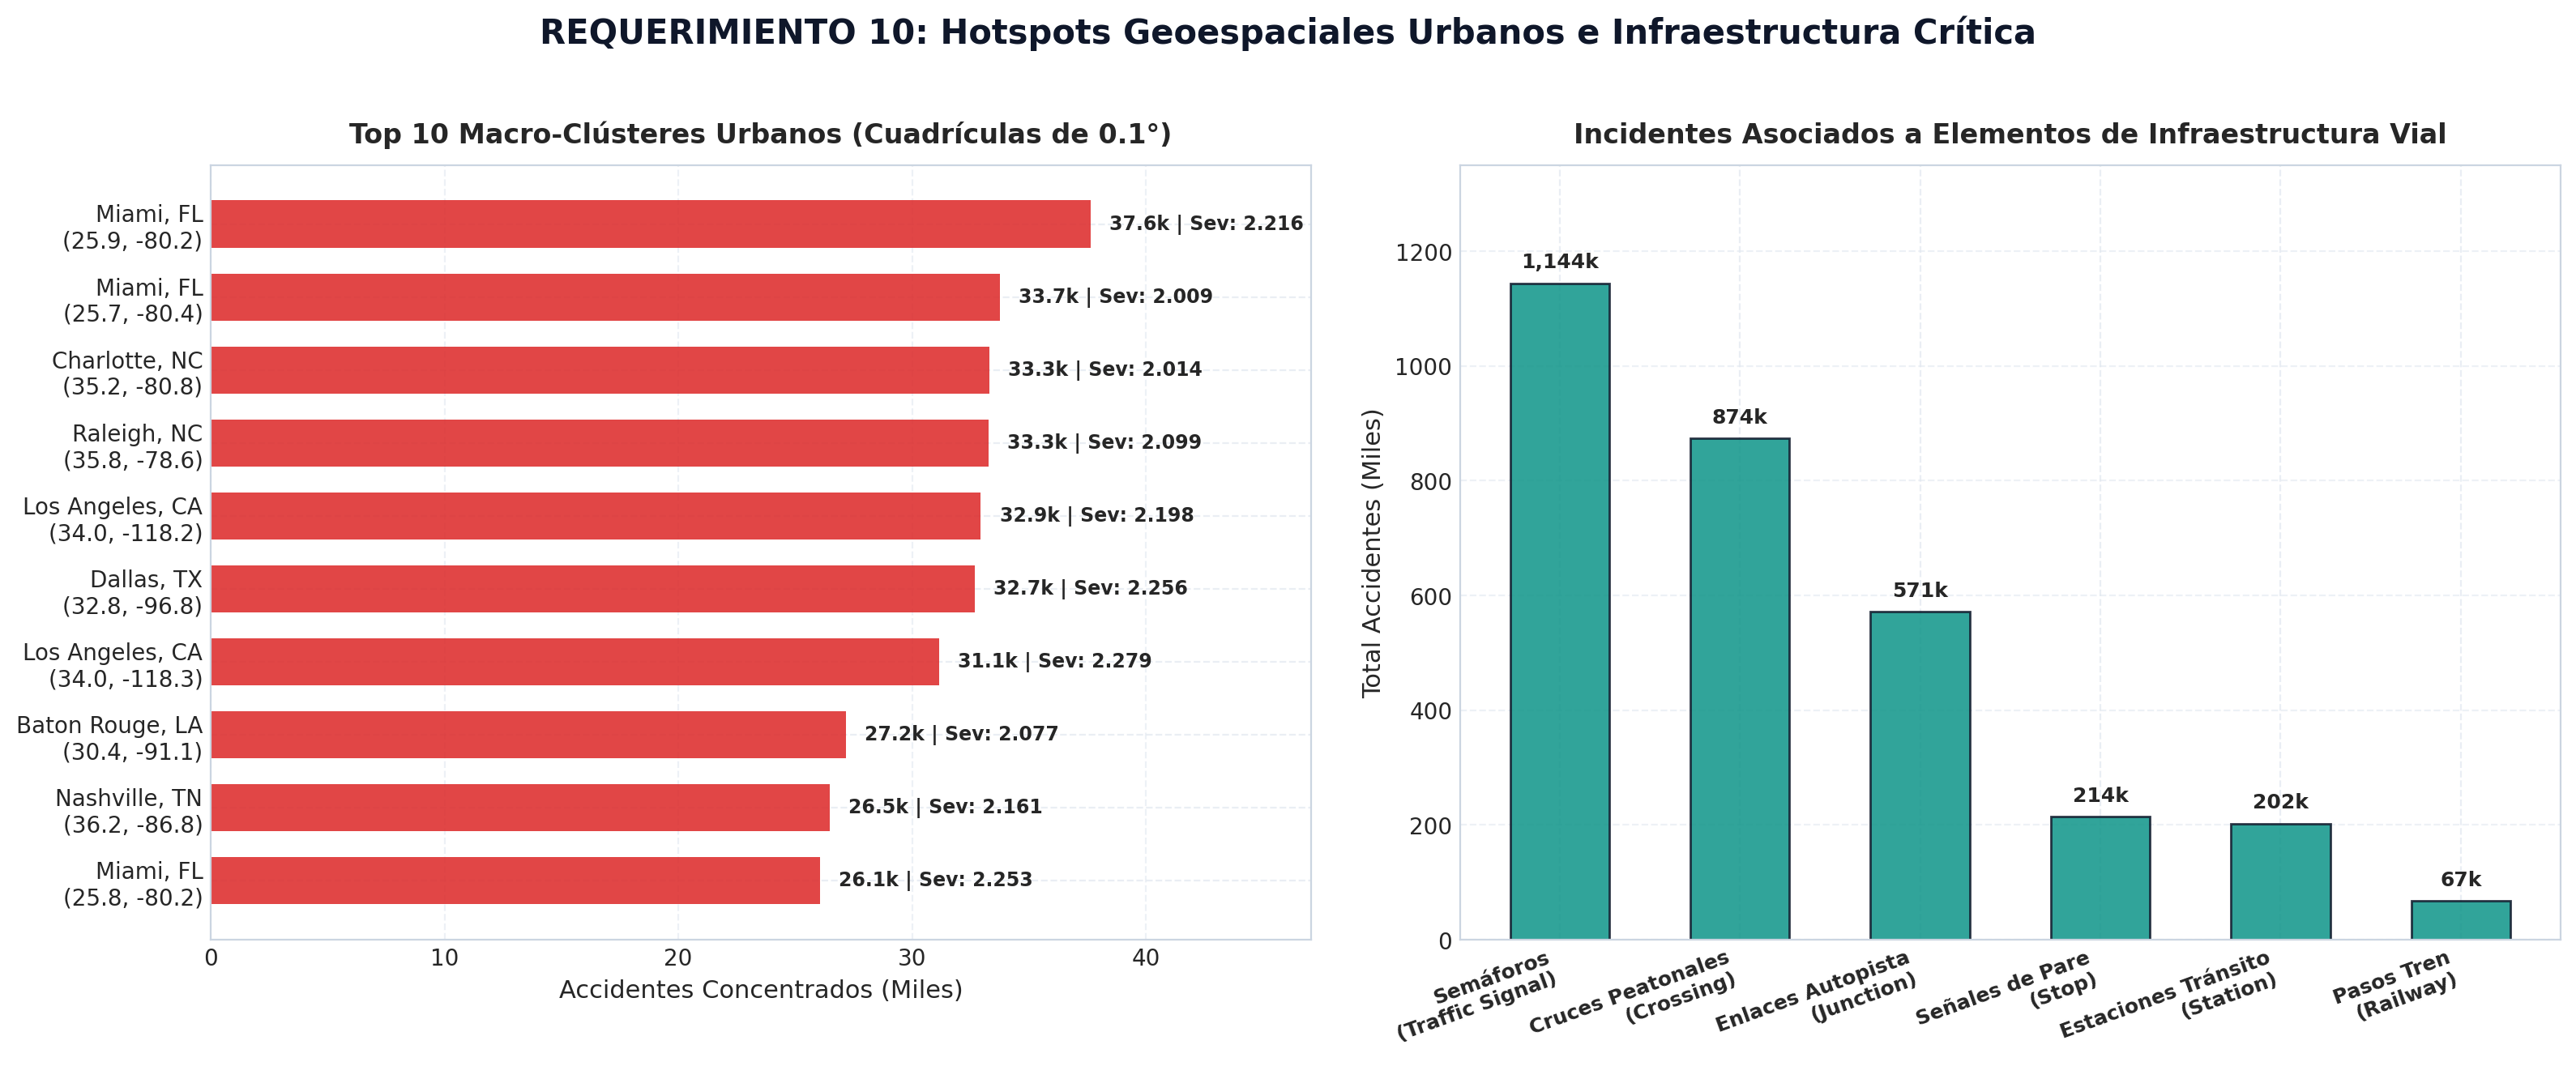 REQUERIMIENTO 10: Hotspots Geoespaciales Urbanos e Infraestructura Crítica
Top 10 Macro-Clústeres Urbanos (Cuadrículas de 0.1°)
Miami, FL
(25.9, -80.2)
37.6k | Sev: 2.216
Miami, FL
(25.7, -80.4)
33.7k | Sev: 2.009
Charlotte, NC
(35.2, -80.8)
33.3k | Sev: 2.014
Raleigh, NC
(35.8, -78.6)
33.3k | Sev: 2.099
Los Angeles, CA
(34.0, -118.2)
32.9k | Sev: 2.198
Dallas, TX
(32.8, -96.8)
32.7k | Sev: 2.256
Los Angeles, CA
(34.0, -118.3)
31.1k | Sev: 2.279
Baton Rouge, LA
(30.4, -91.1)
27.2k | Sev: 2.077
Nashville, TN
(36.2, -86.8)
26.5k | Sev: 2.161
Miami, FL
(25.8, -80.2)
26.1k | Sev: 2.253
0 10 20 30 40
Accidentes Concentrados (Miles)
Incidentes Asociados a Elementos de Infraestructura Vial
Total Accidentes (Miles)
1200
1000
800
600
400
200
0
1,144k
874k
571k
214k
202k
67k
Semáforos
(Traffic Signal)
Cruces Peatonales
(Crossing)
Enlaces Autopista
(Junction)
Señales de Pare
(Stop)
Estaciones Tránsito
(Station)
Pasos Tren
(Railway)